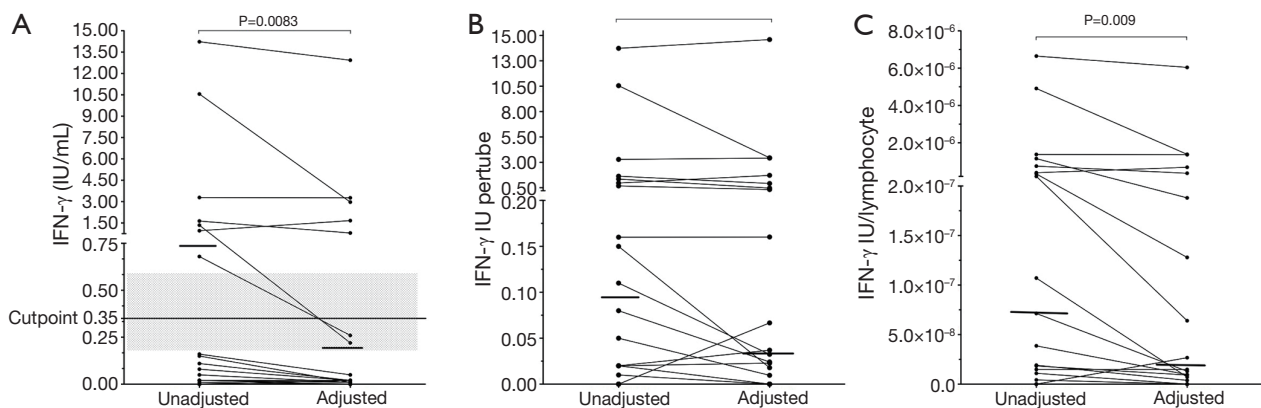 A
P=0.0083
IFN-γ (IU/mL)
15.00
13.50
12.00
10.50
9.00
7.50
6.00
4.50
3.00
1.50
0.75
0.50
Cutpoint 0.35
0.25
0.00
Unadjusted Adjusted
B
IFN-γ IU pertube
15.00
13.00
10.50
8.00
5.50
3.00
0.50
0.20
0.15
0.10
0.05
0.00
Unadjusted Adjusted
C
P=0.009
IFN-γ IU/lymphocyte
8.0×10⁻⁶
6.0×10⁻⁶
4.0×10⁻⁶
2.0×10⁻⁶
2.0×10⁻⁷
1.5×10⁻⁷
1.0×10⁻⁷
5.0×10⁻⁸
0.0
Unadjusted Adjusted